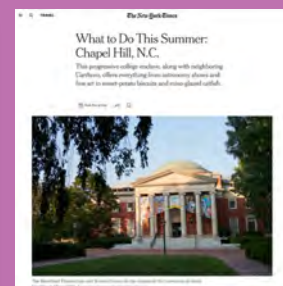 TRAVEL
The New York Times
What to Do This Summer:
Chapel Hill, N.C.
This progressive college enclave, along with neighboring
Carrboro, offers everything from astronomy shows and
fine art to sweet-potato biscuits and miso-glazed catfish.